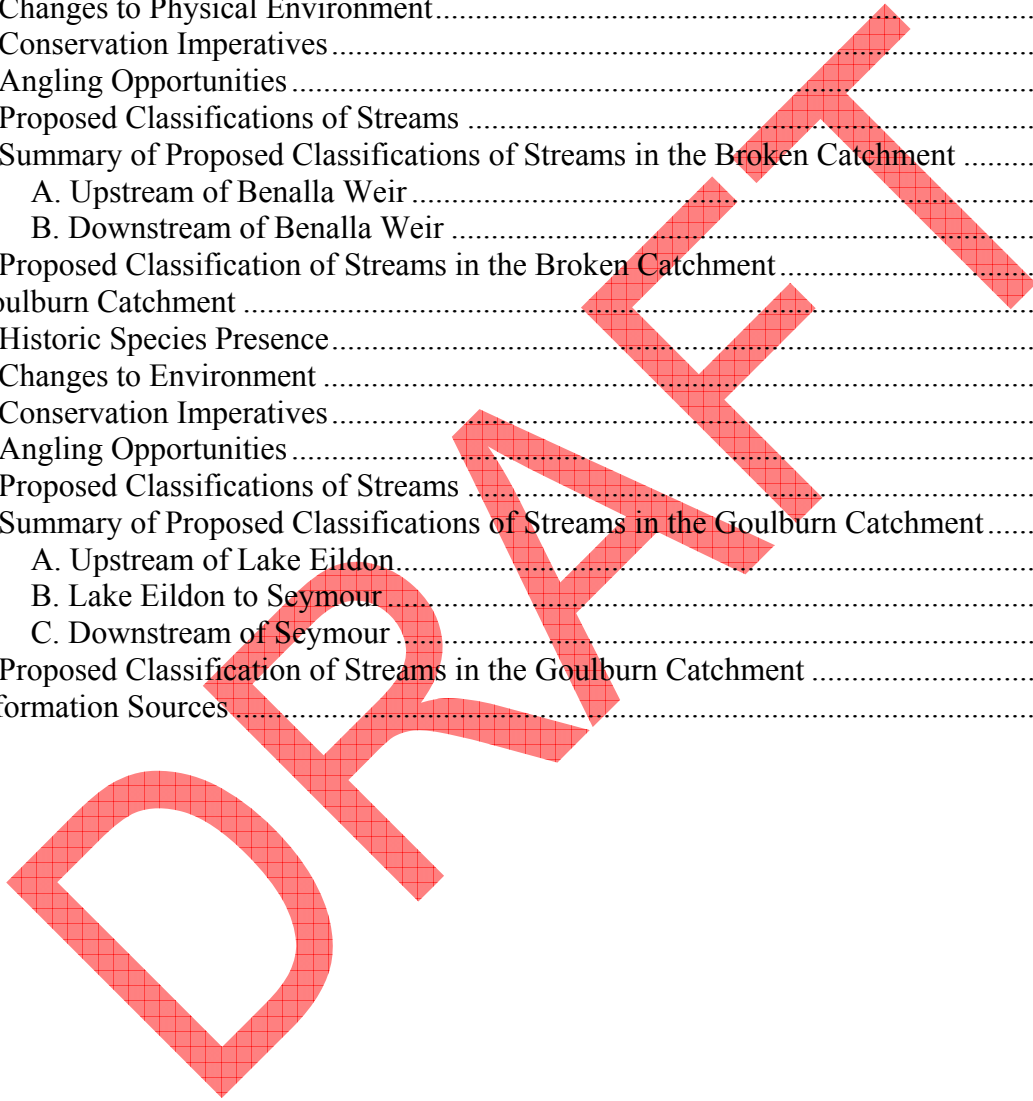 Changes to Physical Environment........................................................................
Conservation Imperatives........................................................................
Angling Opportunities........................................................................
Proposed Classifications of Streams ........................................................................
Summary of Proposed Classifications of Streams in the Broken Catchment .........
A. Upstream of Benalla Weir........................................................................
B. Downstream of Benalla Weir ........................................................................
Proposed Classification of Streams in the Broken Catchment................................
oulburn Catchment ........................................................................
Historic Species Presence........................................................................
Changes to Environment ........................................................................
Conservation Imperatives........................................................................
Angling Opportunities........................................................................
Proposed Classifications of Streams ........................................................................
Summary of Proposed Classifications of Streams in the Goulburn Catchment......
A. Upstream of Lake Eildon........................................................................
B. Lake Eildon to Seymour........................................................................
C. Downstream of Seymour ........................................................................
Proposed Classification of Streams in the Goulburn Catchment ............................
formation Sources........................................................................
DRAFT